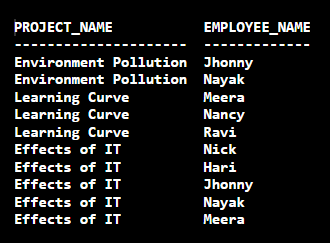 PROJECT_NAME           EMPLOYEE_NAME
---------------------  -------------
Environment Pollution  Jhonny
Environment Pollution  Nayak
Learning Curve         Meera
Learning Curve         Nancy
Learning Curve         Ravi
Effects of IT          Nick
Effects of IT          Hari
Effects of IT          Jhonny
Effects of IT          Nayak
Effects of IT          Meera